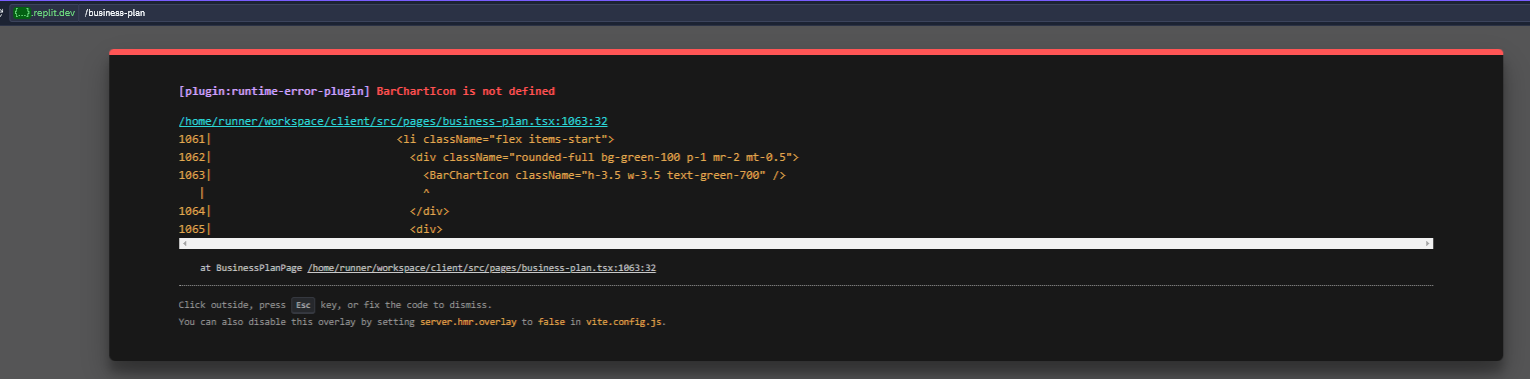 {...}.replit.dev /business-plan
[plugin:runtime-error-plugin] BarChartIcon is not defined
/home/runner/workspace/client/src/pages/business-plan.tsx:1063:32
1061|                            <li className="flex items-start">
1062|                              <div className="rounded-full bg-green-100 p-1 mr-2 mt-0.5">
1063|                                <BarChartIcon className="h-3.5 w-3.5 text-green-700" />
   |                                ^
1064|                              </div>
1065|                              <div>
at BusinessPlanPage /home/runner/workspace/client/src/pages/business-plan.tsx:1063:32
Click outside, press Esc key, or fix the code to dismiss.
You can also disable this overlay by setting server.hmr.overlay to false in vite.config.js.